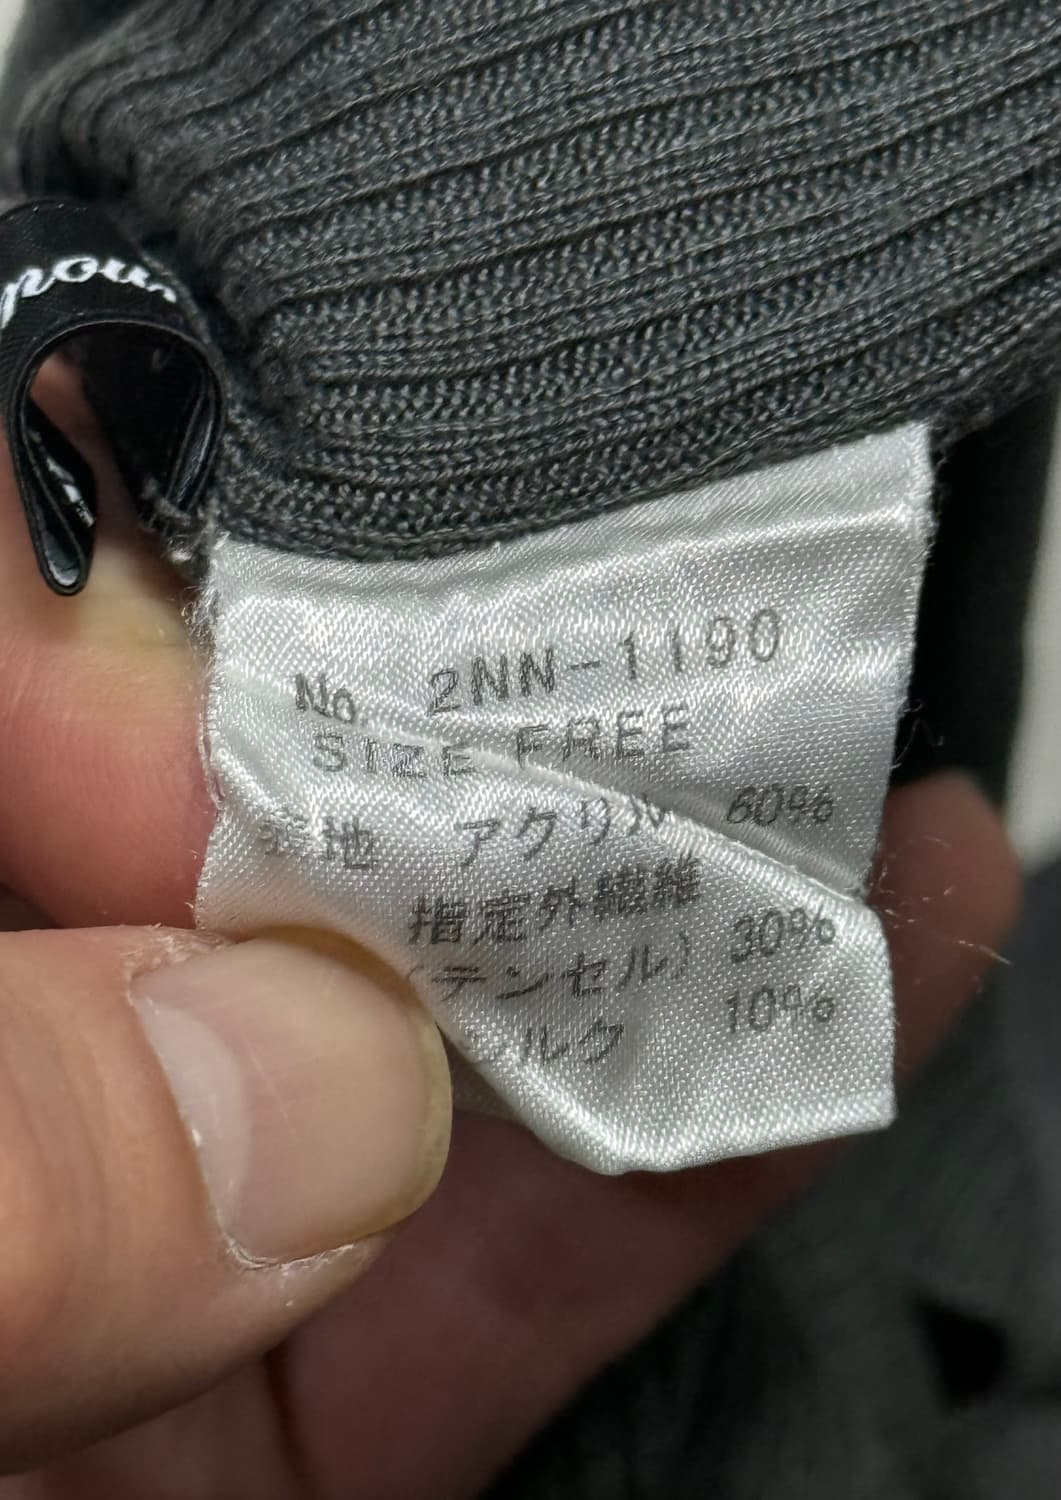 No. 2NN-1190
SIZE FREE
地 アクリル 60%
指定外繊維
(テンセル) 30%
シルク 10%